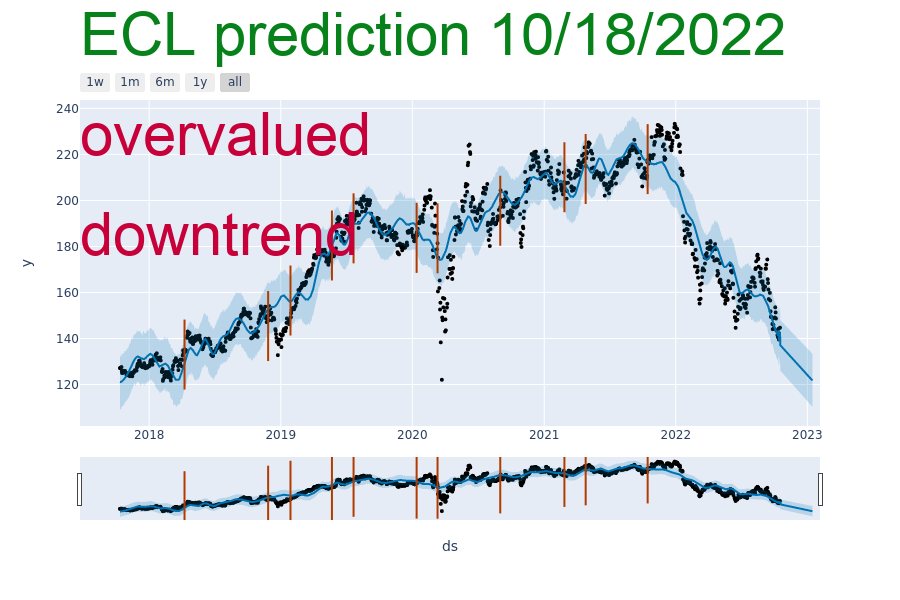 ECL prediction 10/18/2022
1w 1m 6m 1y all
240
overvalued
220
200
downtrend
180
y
160
140
120
2018 2019 2020 2021 2022 2023
ds